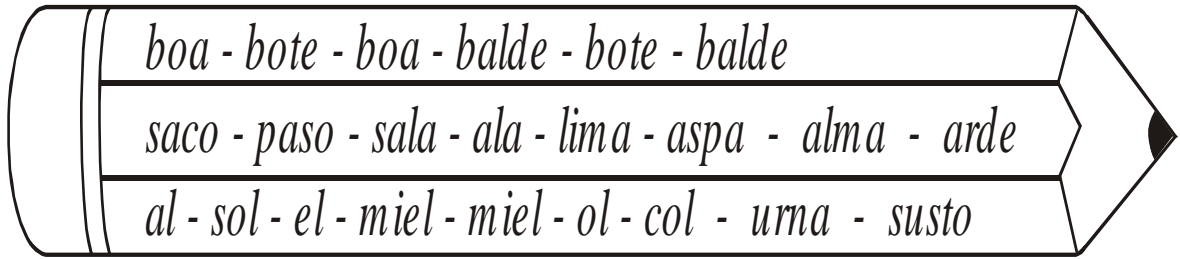 boa - bote - boa - balde - bote - balde
saco - paso - sala - ala - lima - aspa - alma - arde
al - sol - el - miel - miel - ol - col - urna - susto